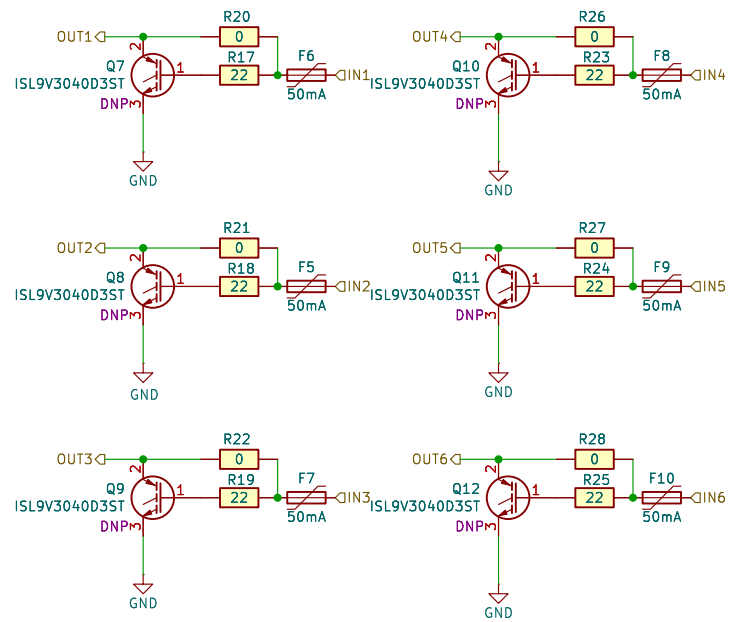 R20
OUT1
0
2
Q7
R17
F6
ISL9V3040D3ST
1
22
IN1
DNP
3
50mA
GND
R26
OUT4
0
2
Q10
R23
F8
ISL9V3040D3ST
1
22
IN4
DNP
3
50mA
GND
R21
OUT2
0
2
Q8
R18
F5
ISL9V3040D3ST
1
22
IN2
DNP
3
50mA
GND
R27
OUT5
0
2
Q11
R24
F9
ISL9V3040D3ST
1
22
IN5
DNP
3
50mA
GND
R22
OUT3
0
2
Q9
R19
F7
ISL9V3040D3ST
1
22
IN3
DNP
3
50mA
GND
R28
OUT6
0
2
Q12
R25
F10
ISL9V3040D3ST
1
22
IN6
DNP
3
50mA
GND